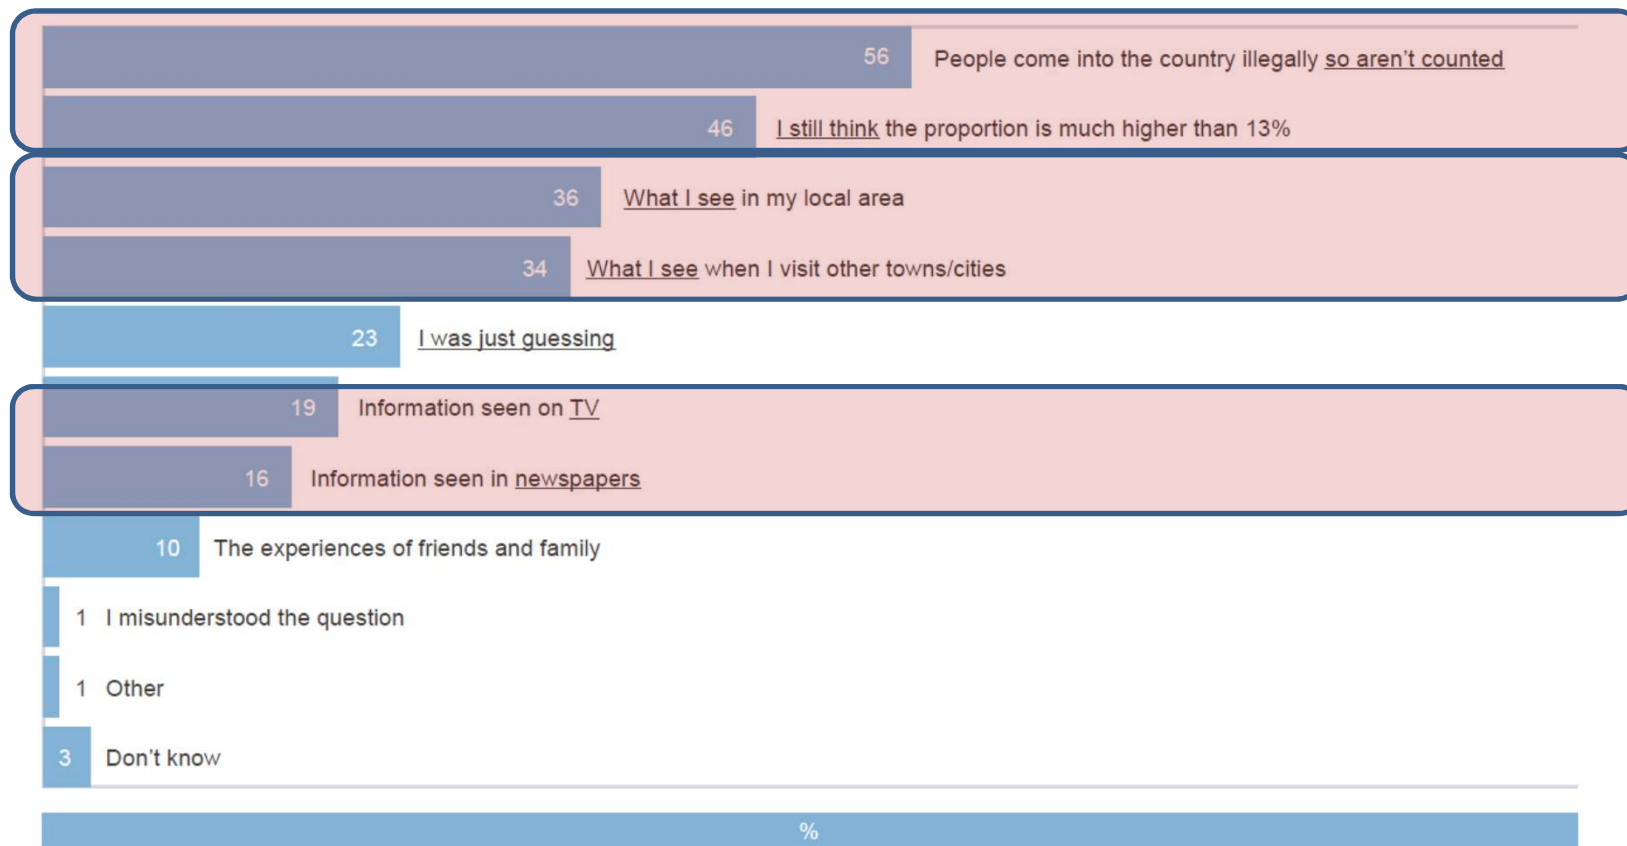 56 People come into the country illegally so aren't counted
46 I still think the proportion is much higher than 13%
36 What I see in my local area
34 What I see when I visit other towns/cities
23 I was just guessing
19 Information seen on TV
16 Information seen in newspapers
10 The experiences of friends and family
1 I misunderstood the question
1 Other
3 Don't know
%